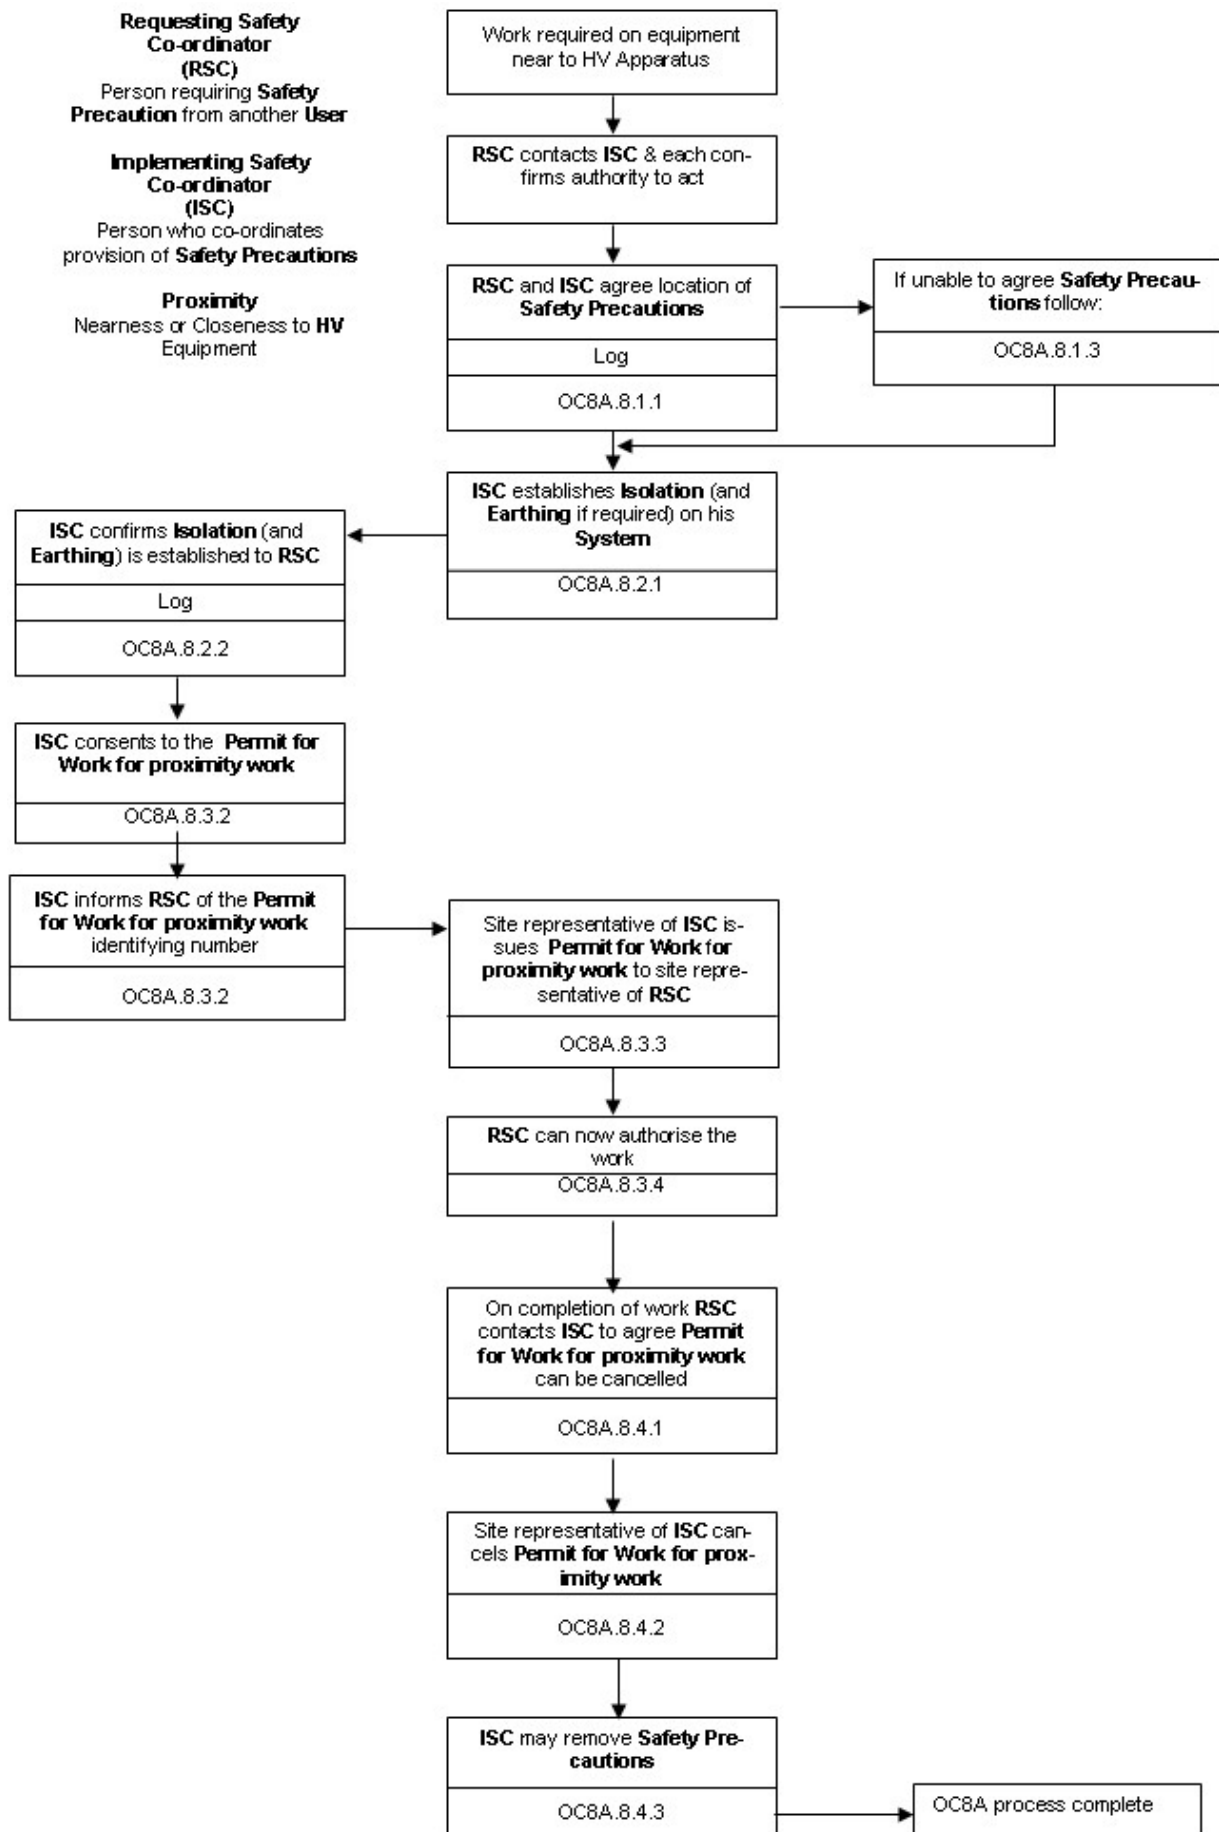 Requesting Safety
Co-ordinator
(RSC)
Person requiring Safety
Precaution from another User
Implementing Safety
Co-ordinator
(ISC)
Person who co-ordinates
provision of Safety Precautions
Proximity
Nearness or Closeness to HV
Equipment
Work required on equipment
near to HV Apparatus
RSC contacts ISC & each con-
firms authority to act
RSC and ISC agree location of
Safety Precautions
Log
OC8A.8.1.1
If unable to agree Safety Precau-
tions follow:
OC8A.8.1.3
ISC establishes Isolation (and
Earthing if required) on his
System
OC8A.8.2.1
ISC confirms Isolation (and
Earthing) is established to RSC
Log
OC8A.8.2.2
ISC consents to the Permit for
Work for proximity work
OC8A.8.3.2
ISC informs RSC of the Permit
for Work for proximity work
identifying number
OC8A.8.3.2
Site representative of ISC is-
sues Permit for Work for
proximity work to site repre-
sentative of RSC
OC8A.8.3.3
RSC can now authorise the
work
OC8A.8.3.4
On completion of work RSC
contacts ISC to agree Permit
for Work for proximity work
can be cancelled
OC8A.8.4.1
Site representative of ISC can-
cels Permit for Work for prox-
imity work
OC8A.8.4.2
ISC may remove Safety Pre-
cautions
OC8A.8.4.3
OC8A process complete